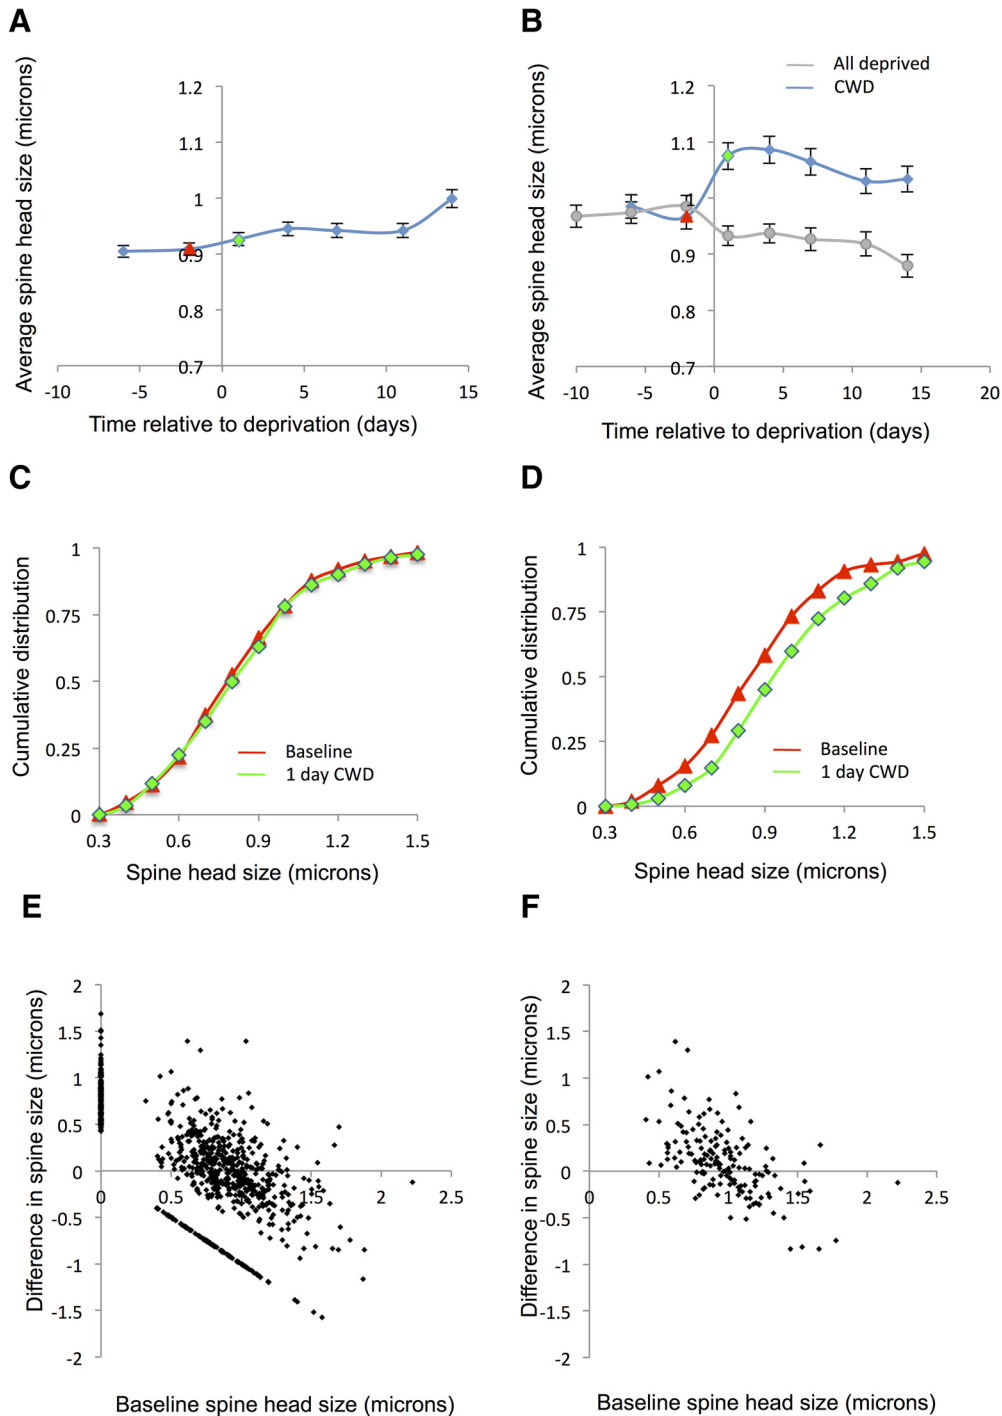 A
Average spine head size (microns)
1.2
1.1
1
0.9
0.8
0.7
-10 -5 0 5 10 15
Time relative to deprivation (days)
B
All deprived
CWD
Average spine head size (microns)
1.2
1.1
1
0.9
0.8
0.7
-10 -5 0 5 10 15 20
Time relative to deprivation (days)
C
Cumulative distribution
1
0.75
0.5
0.25
0
Baseline
1 day CWD
0.3 0.6 0.9 1.2 1.5
Spine head size (microns)
D
Cumulative distribution
1
0.75
0.5
0.25
0
Baseline
1 day CWD
0.3 0.6 0.9 1.2 1.5
Spine head size (microns)
E
Difference in spine size (microns)
2
1.5
1
0.5
0
-0.5
-1
-1.5
-2
0 0.5 1 1.5 2 2.5
Baseline spine head size (microns)
F
Difference in spine size (microns)
2
1.5
1
0.5
0
-0.5
-1
-1.5
-2
0 0.5 1 1.5 2 2.5
Baseline spine head size (microns)